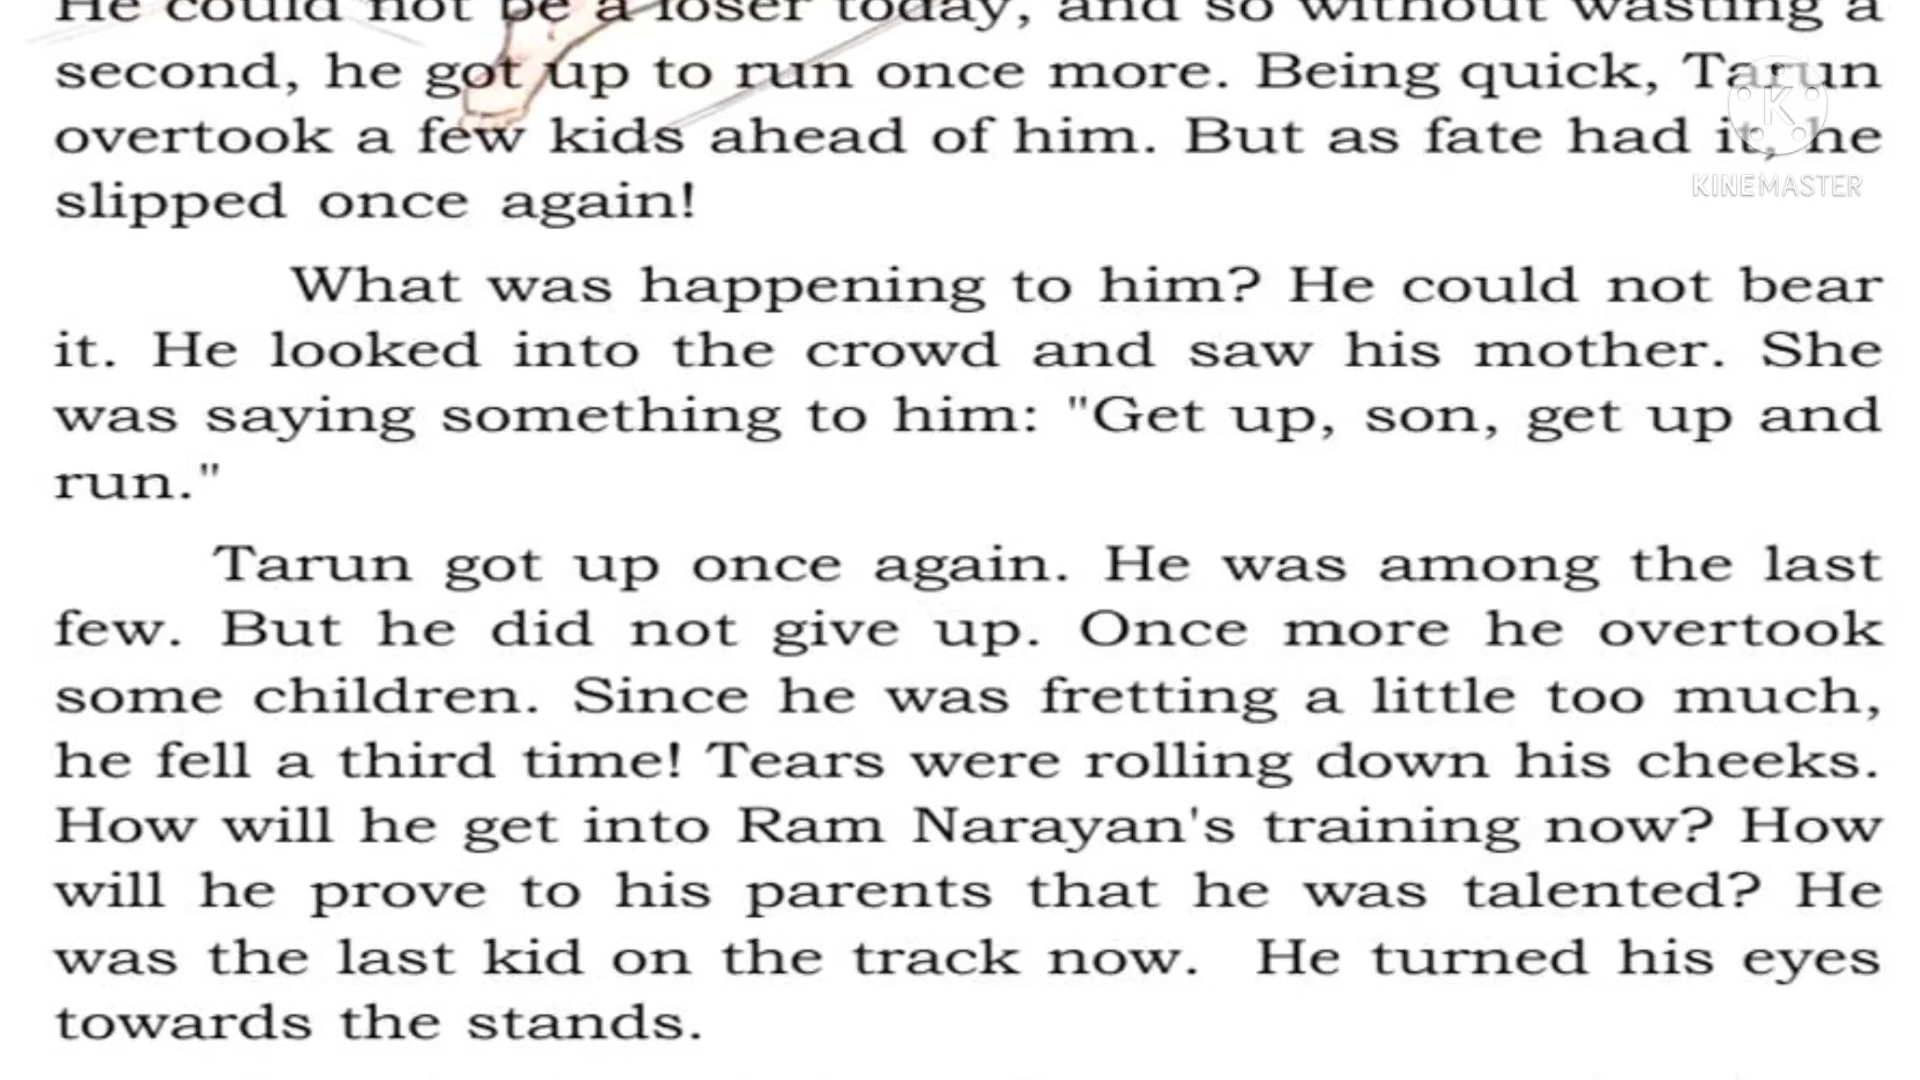 He could not be a loser today, and so without wasting a
second, he got up to run once more. Being quick, Tarun
overtook a few kids ahead of him. But as fate had it, he
slipped once again!
What was happening to him? He could not bear
it. He looked into the crowd and saw his mother. She
was saying something to him: "Get up, son, get up and
run."
Tarun got up once again. He was among the last
few. But he did not give up. Once more he overtook
some children. Since he was fretting a little too much,
he fell a third time! Tears were rolling down his cheeks.
How will he get into Ram Narayan's training now? How
will he prove to his parents that he was talented? He
was the last kid on the track now. He turned his eyes
towards the stands.
K
KINEMASTER